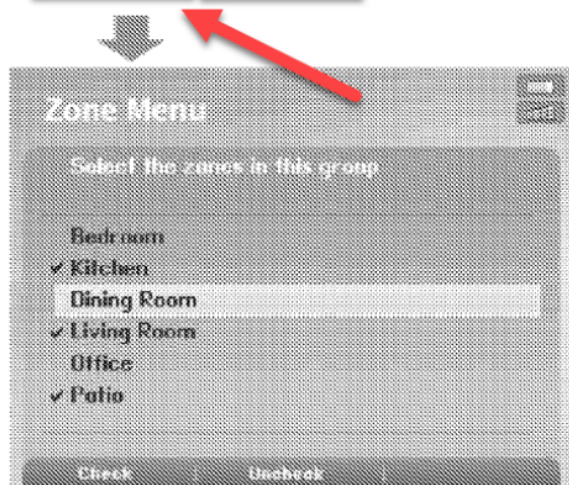 Zone Menu
Select the zones in this group
Bedroom
✓ Kitchen
Dining Room
✓ Living Room
Office
✓ Patio
Check Uncheck